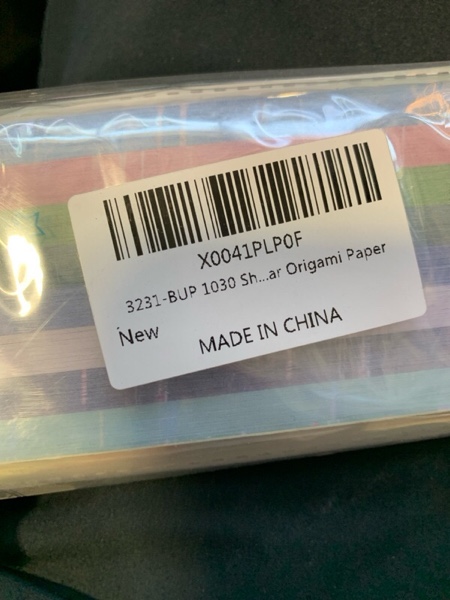 X0041PLP0F
3231-BUP 1030 Sh...ar Origami Paper
New
MADE IN CHINA